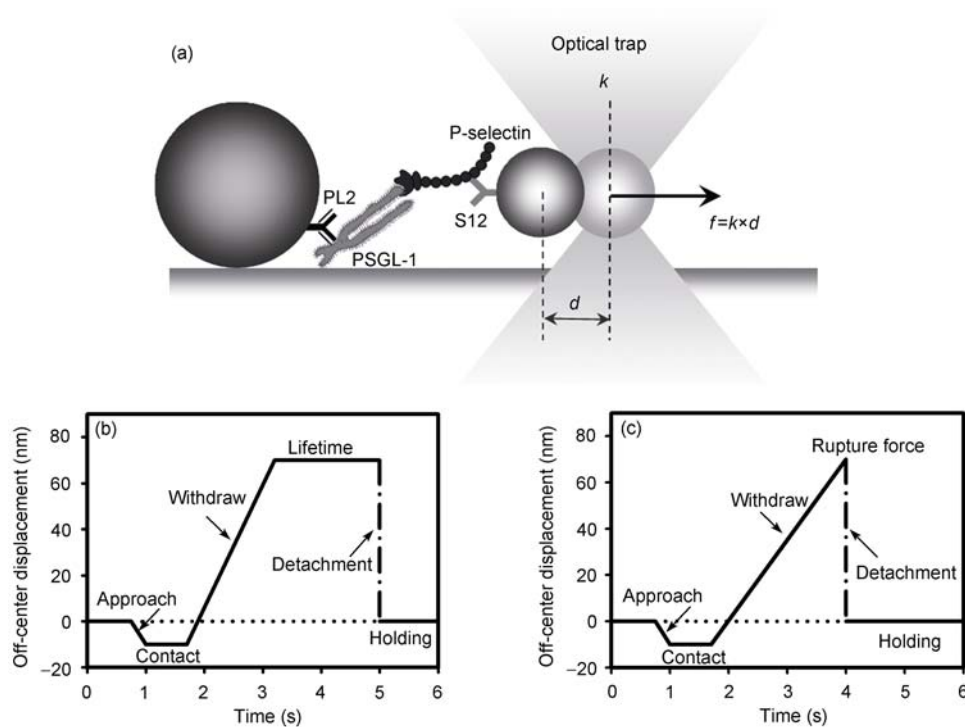 (a)
Optical trap
k
P-selectin
PL2
S12
PSGL-1
f=k×d
d
(b)
Off-center displacement (nm)
80
60
40
20
0
−20
Lifetime
Withdraw
Detachment
Approach
Contact
Holding
0 1 2 3 4 5 6
Time (s)
(c)
Off-center displacement (nm)
80
60
40
20
0
−20
Rupture force
Withdraw
Detachment
Approach
Contact
Holding
0 1 2 3 4 5 6
Time (s)